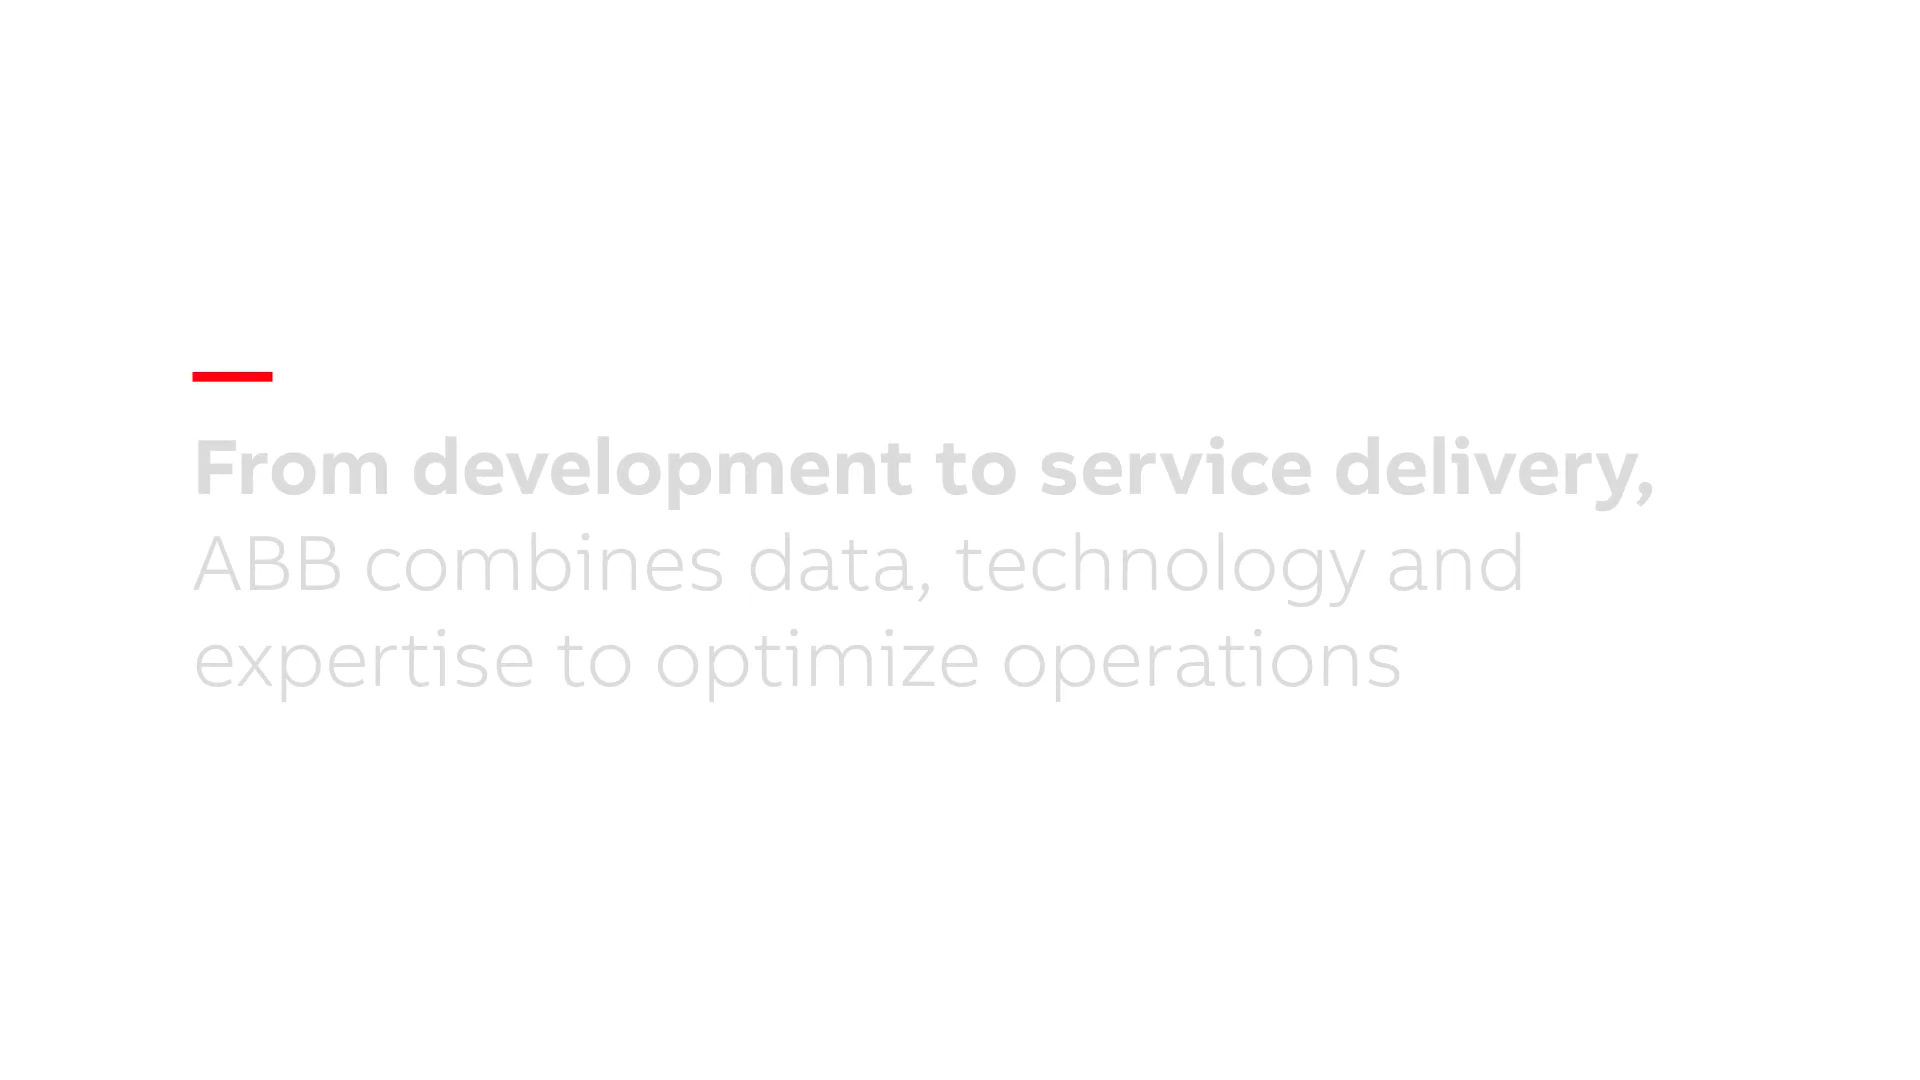 From development to service delivery,
ABB combines data, technology and
expertise to optimize operations